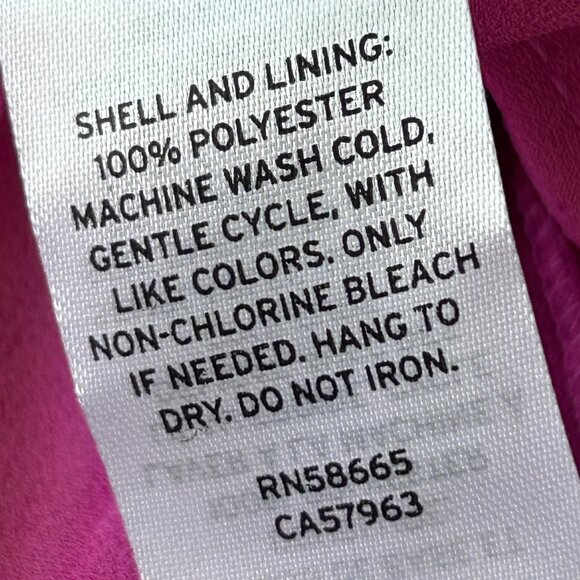 SHELL AND LINING:
100% POLYESTER
MACHINE WASH COLD,
GENTLE CYCLE, WITH
LIKE COLORS. ONLY
NON-CHLORINE BLEACH
IF NEEDED. HANG TO
DRY. DO NOT IRON.
RN58665
CA57963